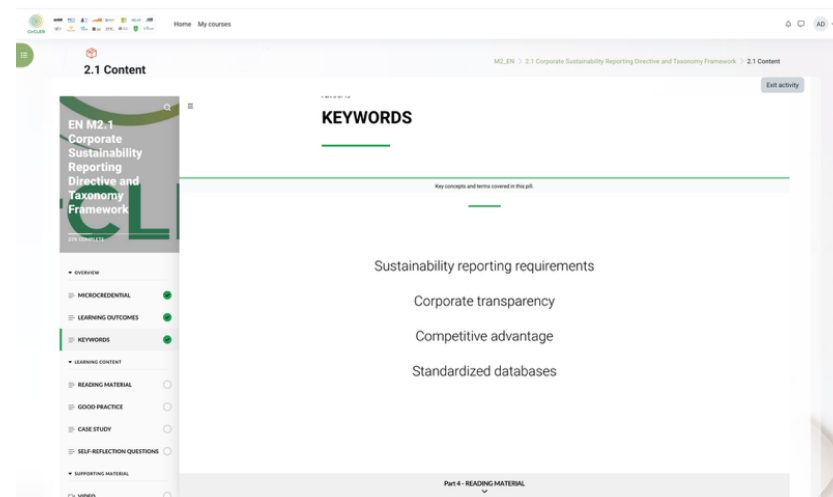 Home My courses
AD
2.1 Content
M2_EN > 2.1 Corporate Sustainability Reporting Directive and Taxonomy Framework > 2.1 Content
Exit activity
EN M2.1
Corporate
Sustainability
Reporting
Directive and
Taxonomy
Framework
COMPLETE
OVERVIEW
MICROCREDENTIAL
LEARNING OUTCOMES
KEYWORDS
LEARNING CONTENT
READING MATERIAL
GOOD PRACTICE
CASE STUDY
SELF-REFLECTION QUESTIONS
SUPPORTING MATERIAL
VIDEO
KEYWORDS
Key concepts and terms covered in this pill.
Sustainability reporting requirements
Corporate transparency
Competitive advantage
Standardized databases
Part 4 - READING MATERIAL